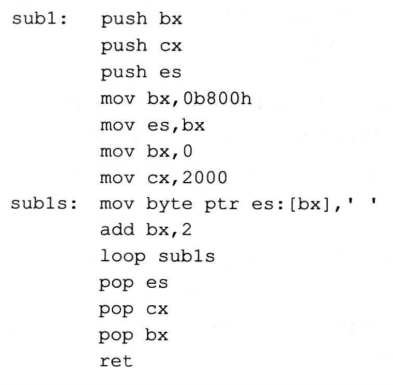 sub1:   push bx
        push cx
        push es
        mov bx,0b800h
        mov es,bx
        mov bx,0
        mov cx,2000
sub1s:  mov byte ptr es:[bx],' '
        add bx,2
        loop sub1s
        pop es
        pop cx
        pop bx
        ret